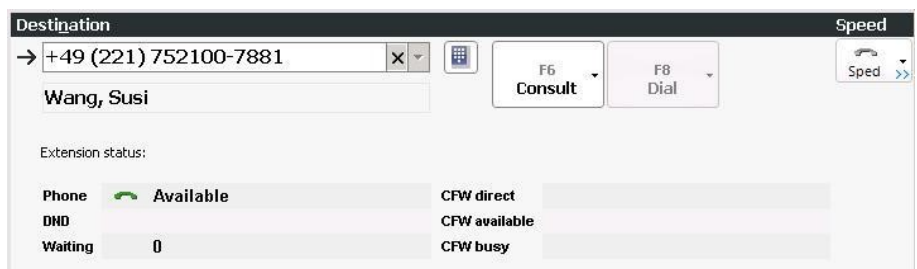 Destination Speed
→ +49 (221) 752100-7881 x F6 Consult F8 Dial Sped >>
Wang, Susi
Extension status:
Phone Available CFW direct
DND CFW available
Waiting 0 CFW busy